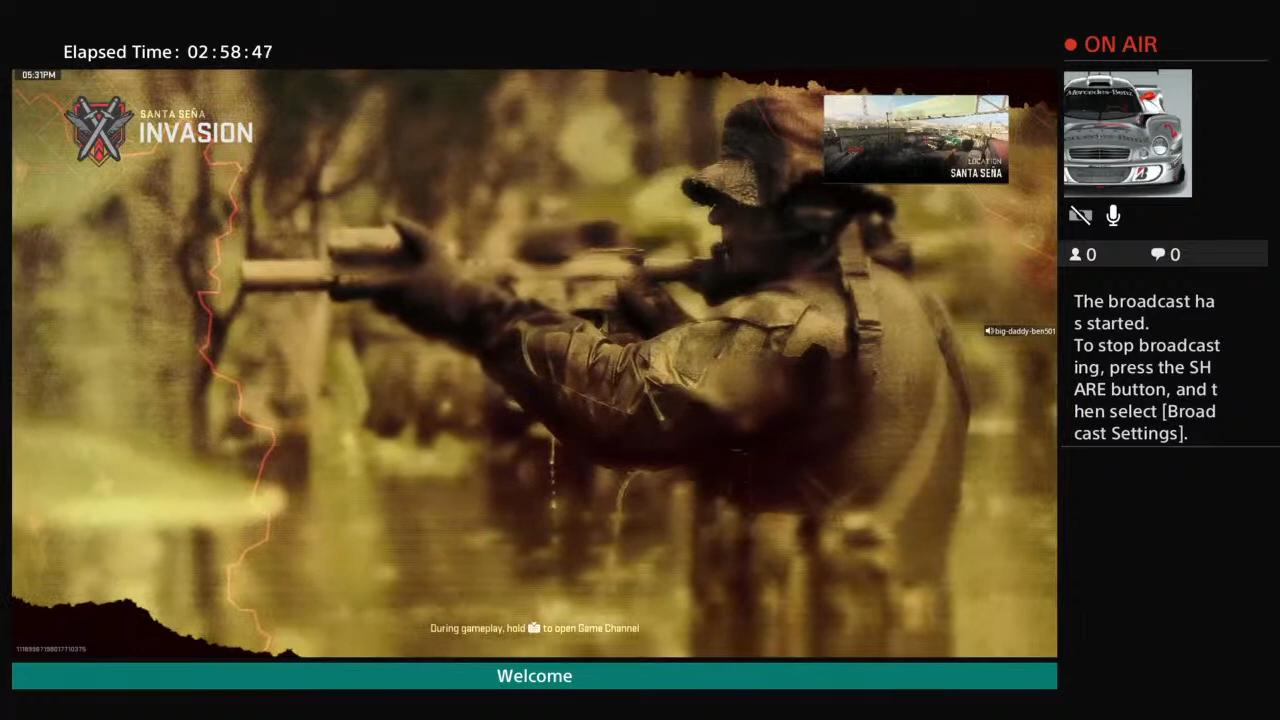 Elapsed Time: 02:58:47
ON AIR
05:31PM
SANTA SEÑA
INVASION
LOCATION
SANTA SEÑA
Mercedes-Benz
0
0
The broadcast ha
s started.
To stop broadcast
ing, press the SH
ARE button, and t
hen select [Broad
cast Settings].
big-daddy-ben501
During gameplay, hold to open Game Channel
Welcome